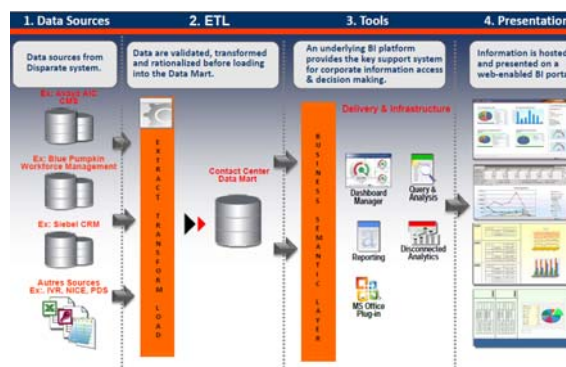 1. Data Sources
2. ETL
3. Tools
4. Presentation
Data sources from
Disparate system.
Data are validated, transformed
and rationalized before loading
into the Data Mart.
An underlying BI platform
provides the key support system
for corporate information access
& decision making.
Information is hosted
and presented on a
web-enabled BI porta
CMS
Ex: Blue Pumpkin
Workforce Management
Ex: Siebel CRM
Autres Sources
Ex:. IVR, NICE, PDS
EXTRACT TRANSFORM LOAD
Contact Center
Data Mart
BUSINESS SEMANTIC LAYER
Delivery & Infrastructure
Dashboard
Manager
Query &
Analysis
Reporting
Disconnected
Analytics
MS Office
Plug-in